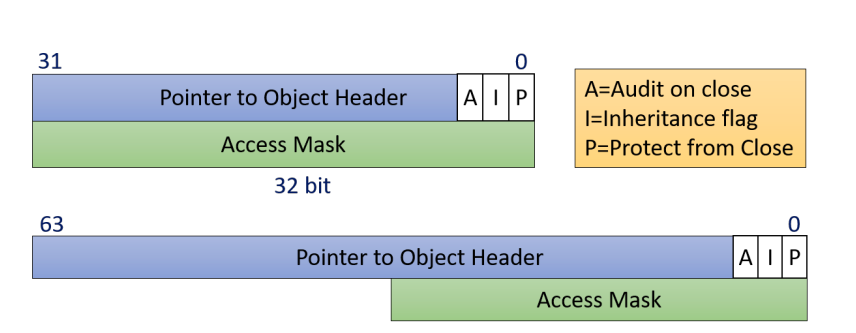 31 0
Pointer to Object Header A I P
Access Mask
32 bit
A=Audit on close
I=Inheritance flag
P=Protect from Close
63 0
Pointer to Object Header A I P
Access Mask